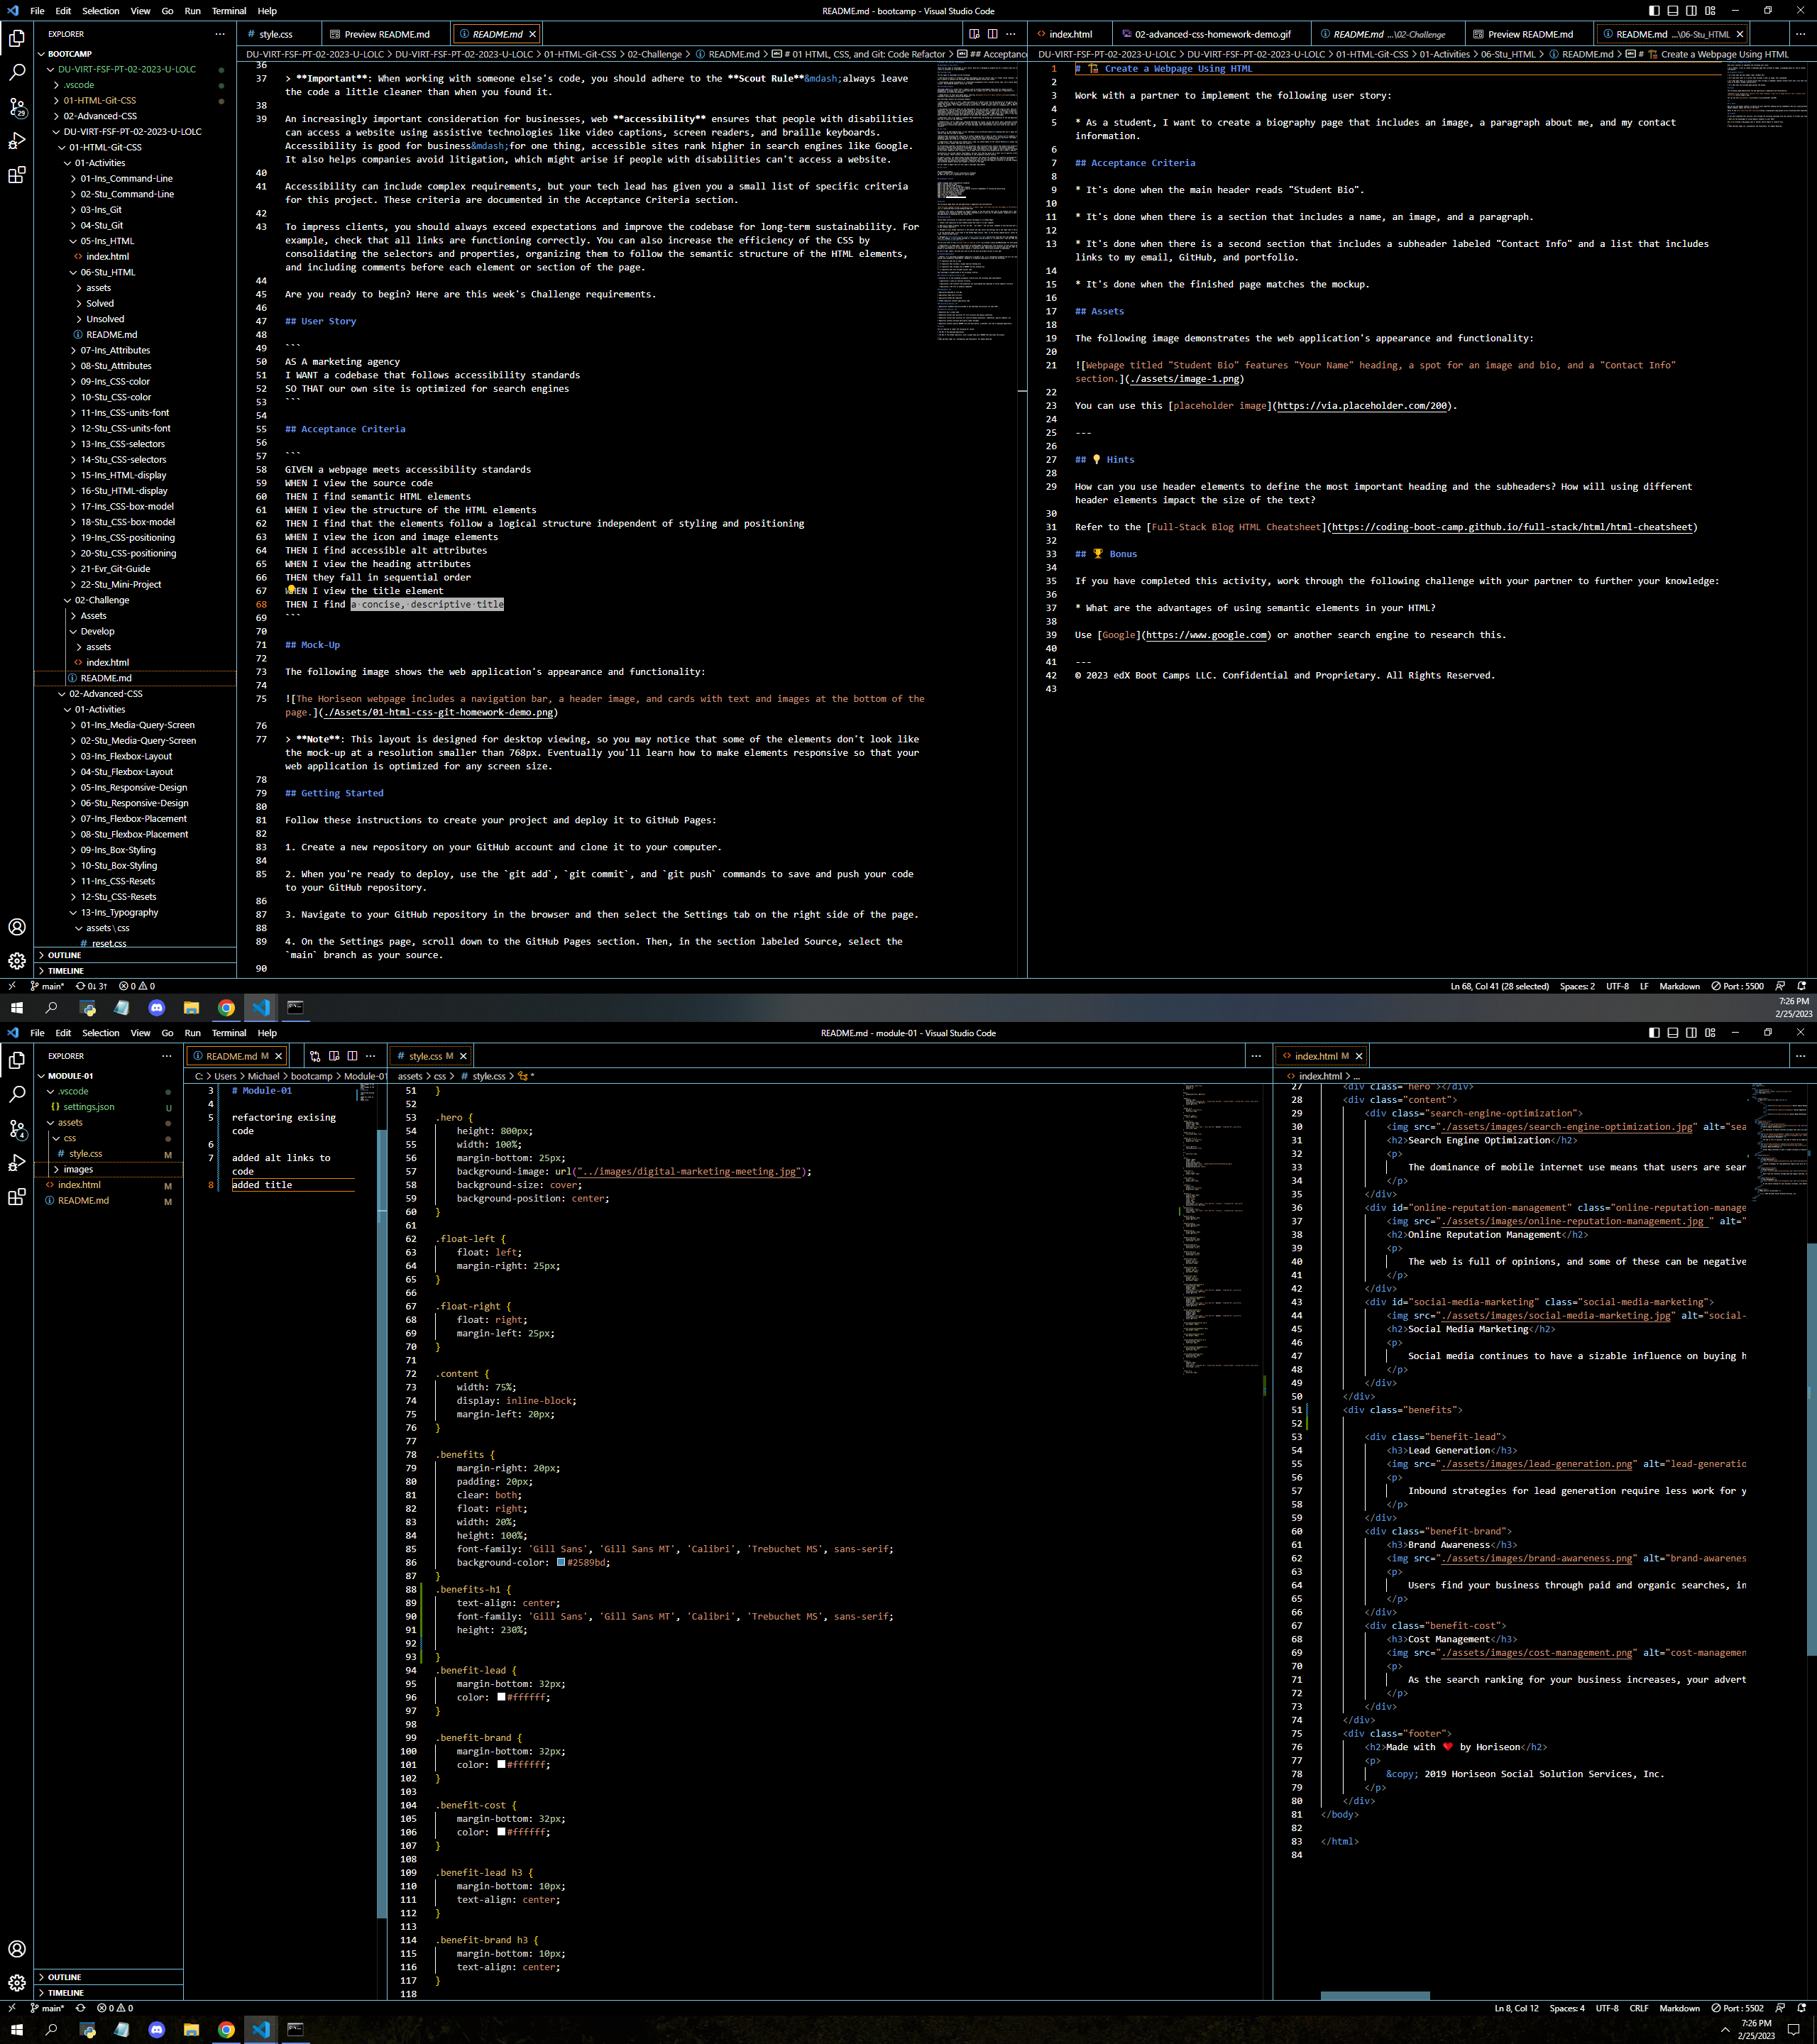 File Edit Selection View Go Run Terminal Help
README.md - bootcamp - Visual Studio Code
EXPLORER
BOOTCAMP
DU-VIRT-FSF-PT-02-2023-U-LOLC
.vscode
01-HTML-Git-CSS
02-Advanced-CSS
DU-VIRT-FSF-PT-02-2023-U-LOLC
01-HTML-Git-CSS
01-Activities
01-Ins_Command-Line
02-Stu_Command-Line
03-Ins_Git
04-Stu_Git
05-Ins_HTML
index.html
06-Stu_HTML
assets
Solved
Unsolved
README.md
07-Ins_Attributes
08-Stu_Attributes
09-Ins_CSS-color
10-Stu_CSS-color
11-Ins_CSS-units-font
12-Stu_CSS-units-font
13-Ins_CSS-selectors
14-Stu_CSS-selectors
15-Ins_HTML-display
16-Stu_HTML-display
17-Ins_CSS-box-model
18-Stu_CSS-box-model
19-Ins_CSS-positioning
20-Stu_CSS-positioning
21-Evr_Git-Guide
22-Stu_Mini-Project
02-Challenge
Assets
Develop
assets
index.html
README.md
02-Advanced-CSS
01-Activities
01-Ins_Media-Query-Screen
02-Stu_Media-Query-Screen
03-Ins_Flexbox-Layout
04-Stu_Flexbox-Layout
05-Ins_Responsive-Design
06-Stu_Responsive-Design
07-Ins_Flexbox-Placement
08-Stu_Flexbox-Placement
09-Ins_Box-Styling
10-Stu_Box-Styling
11-Ins_CSS-Resets
12-Stu_CSS-Resets
13-Ins_Typography
assets \ css
reset.css
OUTLINE
TIMELINE
style.css Preview README.md README.md
DU-VIRT-FSF-PT-02-2023-U-LOLC > DU-VIRT-FSF-PT-02-2023-U-LOLC > 01-HTML-Git-CSS > 02-Challenge > README.md > # 01 HTML, CSS, and Git: Code Refactor > ## Acceptance
36
37 > **Important**: When working with someone else's code, you should adhere to the **Scout Rule**&mdash;always leave
the code a little cleaner than when you found it.
38
39 An increasingly important consideration for businesses, web **accessibility** ensures that people with disabilities
can access a website using assistive technologies like video captions, screen readers, and braille keyboards.
Accessibility is good for business&mdash;for one thing, accessible sites rank higher in search engines like Google.
It also helps companies avoid litigation, which might arise if people with disabilities can't access a website.
40
41 Accessibility can include complex requirements, but your tech lead has given you a small list of specific criteria
for this project. These criteria are documented in the Acceptance Criteria section.
42
43 To impress clients, you should always exceed expectations and improve the codebase for long-term sustainability. For
example, check that all links are functioning correctly. You can also increase the efficiency of the CSS by
consolidating the selectors and properties, organizing them to follow the semantic structure of the HTML elements,
and including comments before each element or section of the page.
44
45 Are you ready to begin? Here are this week's Challenge requirements.
46
47 ## User Story
48
49 ```
50 AS A marketing agency
51 I WANT a codebase that follows accessibility standards
52 SO THAT our own site is optimized for search engines
53 ```
54
55 ## Acceptance Criteria
56
57 ```
58 GIVEN a webpage meets accessibility standards
59 WHEN I view the source code
60 THEN I find semantic HTML elements
61 WHEN I view the structure of the HTML elements
62 THEN I find that the elements follow a logical structure independent of styling and positioning
63 WHEN I view the icon and image elements
64 THEN I find accessible alt attributes
65 WHEN I view the heading attributes
66 THEN they fall in sequential order
67 WHEN I view the title element
68 THEN I find a concise, descriptive title
69 ```
70
71 ## Mock-Up
72
73 The following image shows the web application's appearance and functionality:
74
75 ![The Horiseon webpage includes a navigation bar, a header image, and cards with text and images at the bottom of the
page.](./Assets/01-html-css-git-homework-demo.png)
76
77 > **Note**: This layout is designed for desktop viewing, so you may notice that some of the elements don't look like
the mock-up at a resolution smaller than 768px. Eventually you'll learn how to make elements responsive so that your
web application is optimized for any screen size.
78
79 ## Getting Started
80
81 Follow these instructions to create your project and deploy it to GitHub Pages:
82
83 1. Create a new repository on your GitHub account and clone it to your computer.
84
85 2. When you're ready to deploy, use the `git add`, `git commit`, and `git push` commands to save and push your code
to your GitHub repository.
86
87 3. Navigate to your GitHub repository in the browser and then select the Settings tab on the right side of the page.
88
89 4. On the Settings page, scroll down to the GitHub Pages section. Then, in the section labeled Source, select the
`main` branch as your source.
90
index.html 02-advanced-css-homework-demo.gif README.md ...\02-Challenge Preview README.md README.md ...\06-Stu_HTML
DU-VIRT-FSF-PT-02-2023-U-LOLC > DU-VIRT-FSF-PT-02-2023-U-LOLC > 01-HTML-Git-CSS > 01-Activities > 06-Stu_HTML > README.md > # 🏗️ Create a Webpage Using HTML
1 # 🏗️ Create a Webpage Using HTML
2
3 Work with a partner to implement the following user story:
4
5 * As a student, I want to create a biography page that includes an image, a paragraph about me, and my contact
information.
6
7 ## Acceptance Criteria
8
9 * It's done when the main header reads "Student Bio".
10
11 * It's done when there is a section that includes a name, an image, and a paragraph.
12
13 * It's done when there is a second section that includes a subheader labeled "Contact Info" and a list that includes
links to my email, GitHub, and portfolio.
14
15 * It's done when the finished page matches the mockup.
16
17 ## Assets
18
19 The following image demonstrates the web application's appearance and functionality:
20
21 ![Webpage titled "Student Bio" features "Your Name" heading, a spot for an image and bio, and a "Contact Info"
section.](./assets/image-1.png)
22
23 You can use this [placeholder image](https://via.placeholder.com/200).
24
25 ---
26
27 ## 💡 Hints
28
29 How can you use header elements to define the most important heading and the subheaders? How will using different
header elements impact the size of the text?
30
31 Refer to the [Full-Stack Blog HTML Cheatsheet](https://coding-boot-camp.github.io/full-stack/html/html-cheatsheet)
32
33 ## 🏆 Bonus
34
35 If you have completed this activity, work through the following challenge with your partner to further your knowledge:
36
37 * What are the advantages of using semantic elements in your HTML?
38
39 Use [Google](https://www.google.com) or another search engine to research this.
40
41 ---
42 © 2023 edX Boot Camps LLC. Confidential and Proprietary. All Rights Reserved.
43
main* 0↓ 3↑ 0 0
Ln 68, Col 41 (28 selected) Spaces: 2 UTF-8 LF Markdown Port : 5500
7:26 PM
2/25/2023
File Edit Selection View Go Run Terminal Help
README.md - module-01 - Visual Studio Code
EXPLORER
MODULE-01
.vscode
settings.json U
assets
css
style.css M
images
index.html M
README.md M
OUTLINE
TIMELINE
README.md M
C: > Users > Michael > bootcamp > Module-01
3 # Module-01
4
5 refactoring exising
code
6
7 added alt links to
code
8 added title
style.css M
assets > css > # style.css > *
51 }
52
53 .hero {
54 height: 800px;
55 width: 100%;
56 margin-bottom: 25px;
57 background-image: url("../images/digital-marketing-meeting.jpg");
58 background-size: cover;
59 background-position: center;
60 }
61
62 .float-left {
63 float: left;
64 margin-right: 25px;
65 }
66
67 .float-right {
68 float: right;
69 margin-left: 25px;
70 }
71
72 .content {
73 width: 75%;
74 display: inline-block;
75 margin-left: 20px;
76 }
77
78 .benefits {
79 margin-right: 20px;
80 padding: 20px;
81 clear: both;
82 float: right;
83 width: 20%;
84 height: 100%;
85 font-family: 'Gill Sans', 'Gill Sans MT', 'Calibri', 'Trebuchet MS', sans-serif;
86 background-color: #2589bd;
87 }
88 .benefits-h1 {
89 text-align: center;
90 font-family: 'Gill Sans', 'Gill Sans MT', 'Calibri', 'Trebuchet MS', sans-serif;
91 height: 230%;
92
93 }
94 .benefit-lead {
95 margin-bottom: 32px;
96 color: #ffffff;
97 }
98
99 .benefit-brand {
100 margin-bottom: 32px;
101 color: #ffffff;
102 }
103
104 .benefit-cost {
105 margin-bottom: 32px;
106 color: #ffffff;
107 }
108
109 .benefit-lead h3 {
110 margin-bottom: 10px;
111 text-align: center;
112 }
113
114 .benefit-brand h3 {
115 margin-bottom: 10px;
116 text-align: center;
117 }
118
index.html M
index.html > ...
27 <div class="hero"></div>
28 <div class="content">
29 <div class="search-engine-optimization">
30 <img src="./assets/images/search-engine-optimization.jpg" alt="sea
31 <h2>Search Engine Optimization</h2>
32 <p>
33 The dominance of mobile internet use means that users are sear
34 </p>
35 </div>
36 <div id="online-reputation-management" class="online-reputation-manage
37 <img src="./assets/images/online-reputation-management.jpg " alt="
38 <h2>Online Reputation Management</h2>
39 <p>
40 The web is full of opinions, and some of these can be negative
41 </p>
42 </div>
43 <div id="social-media-marketing" class="social-media-marketing">
44 <img src="./assets/images/social-media-marketing.jpg" alt="social-
45 <h2>Social Media Marketing</h2>
46 <p>
47 Social media continues to have a sizable influence on buying h
48 </p>
49 </div>
50 </div>
51 <div class="benefits">
52
53 <div class="benefit-lead">
54 <h3>Lead Generation</h3>
55 <img src="./assets/images/lead-generation.png" alt="lead-generatio
56 <p>
57 Inbound strategies for lead generation require less work for y
58 </p>
59 </div>
60 <div class="benefit-brand">
61 <h3>Brand Awareness</h3>
62 <img src="./assets/images/brand-awareness.png" alt="brand-awarenes
63 <p>
64 Users find your business through paid and organic searches, in
65 </p>
66 </div>
67 <div class="benefit-cost">
68 <h3>Cost Management</h3>
69 <img src="./assets/images/cost-management.png" alt="cost-managemen
70 <p>
71 As the search ranking for your business increases, your advert
72 </p>
73 </div>
74 </div>
75 <div class="footer">
76 <h2>Made with ❤️ by Horiseon</h2>
77 <p>
78 &copy; 2019 Horiseon Social Solution Services, Inc.
79 </p>
80 </div>
81 </body>
82
83 </html>
84
main* 0 0
Ln 8, Col 12 Spaces: 4 UTF-8 CRLF Markdown Port : 5502
7:26 PM
2/25/2023